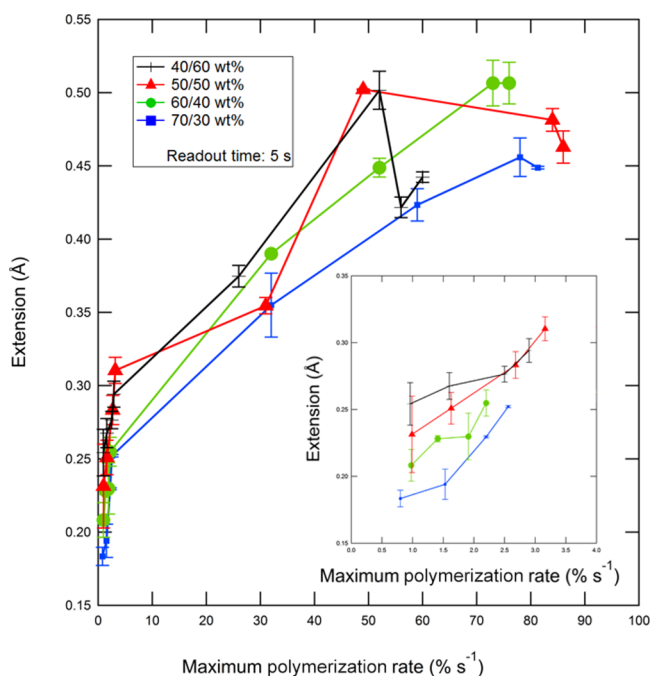 0.55
0.50
0.45
0.40
0.35
0.30
0.25
0.20
0.15
Extension (Å)
40/60 wt%
50/50 wt%
60/40 wt%
70/30 wt%
Readout time: 5 s
0.35
0.30
0.25
0.20
0.15
Extension (Å)
0.0 0.5 1.0 1.5 2.0 2.5 3.0 3.5 4.0
Maximum polymerization rate (% s⁻¹)
0 10 20 30 40 50 60 70 80 90 100
Maximum polymerization rate (% s⁻¹)